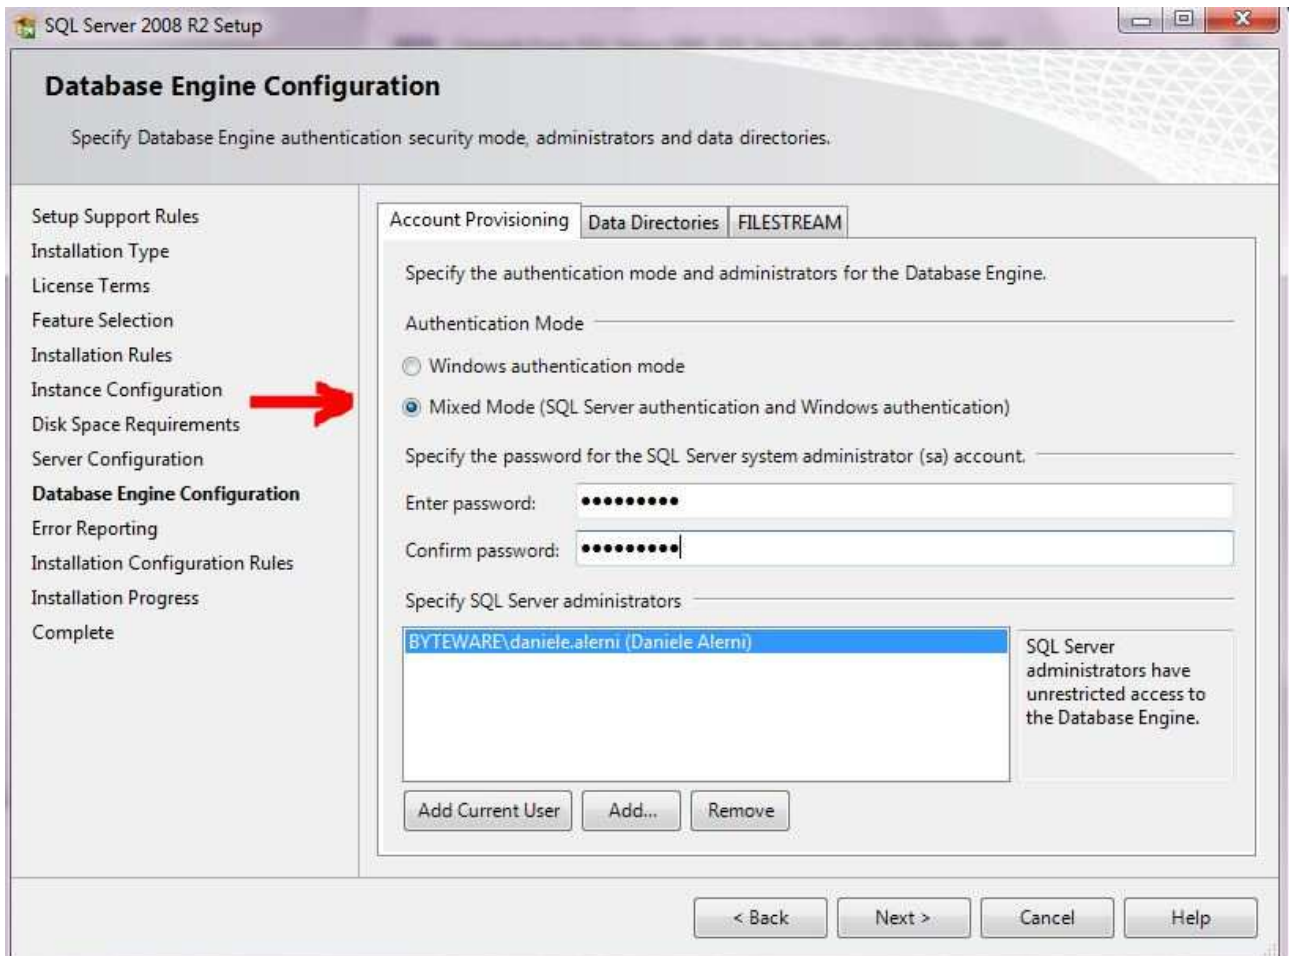 SQL Server 2008 R2 Setup
Database Engine Configuration
Specify Database Engine authentication security mode, administrators and data directories.
Setup Support Rules
Installation Type
License Terms
Feature Selection
Installation Rules
Instance Configuration
Disk Space Requirements
Server Configuration
Database Engine Configuration
Error Reporting
Installation Configuration Rules
Installation Progress
Complete
Account Provisioning
Data Directories
FILESTREAM
Specify the authentication mode and administrators for the Database Engine.
Authentication Mode
Windows authentication mode
Mixed Mode (SQL Server authentication and Windows authentication)
Specify the password for the SQL Server system administrator (sa) account.
Enter password: •••••••••
Confirm password: •••••••••
Specify SQL Server administrators
BYTEWARE\daniele.alerni (Daniele Alerni)
SQL Server
administrators have
unrestricted access to
the Database Engine.
Add Current User
Add...
Remove
< Back
Next >
Cancel
Help